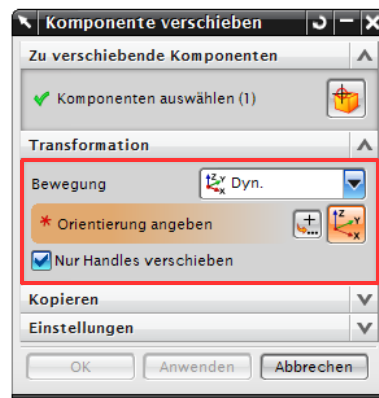 Komponente verschieben
Zu verschiebende Komponenten
Komponenten auswählen (1)
Transformation
Bewegung Dyn.
* Orientierung angeben
Nur Handles verschieben
Kopieren
Einstellungen
OK Anwenden Abbrechen